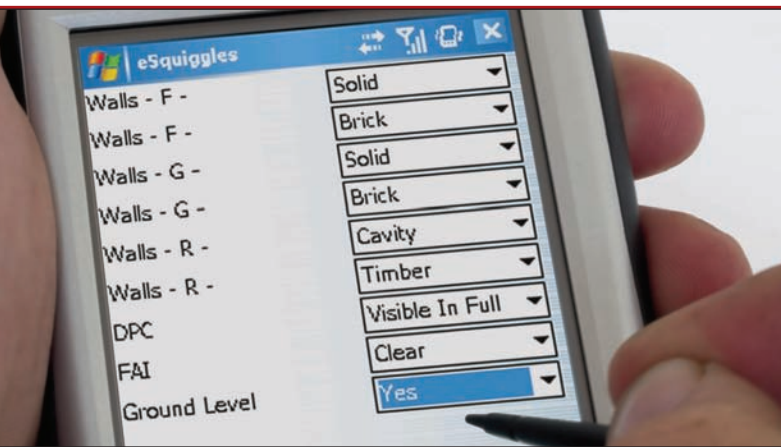 eSquiggles
Walls - F - Solid
Walls - F - Brick
Walls - G - Solid
Walls - G - Brick
Walls - R - Cavity
Walls - R - Timber
DPC Visible In Full
FAI Clear
Ground Level Yes